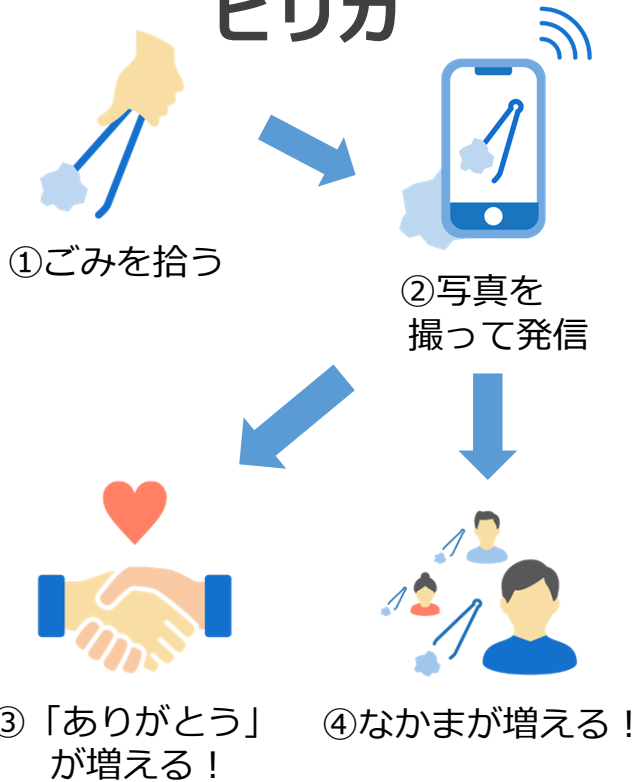 ピリカ
①ごみを拾う
②写真を
撮って発信
③「ありがとう」
が増える！
④なかまが増える！